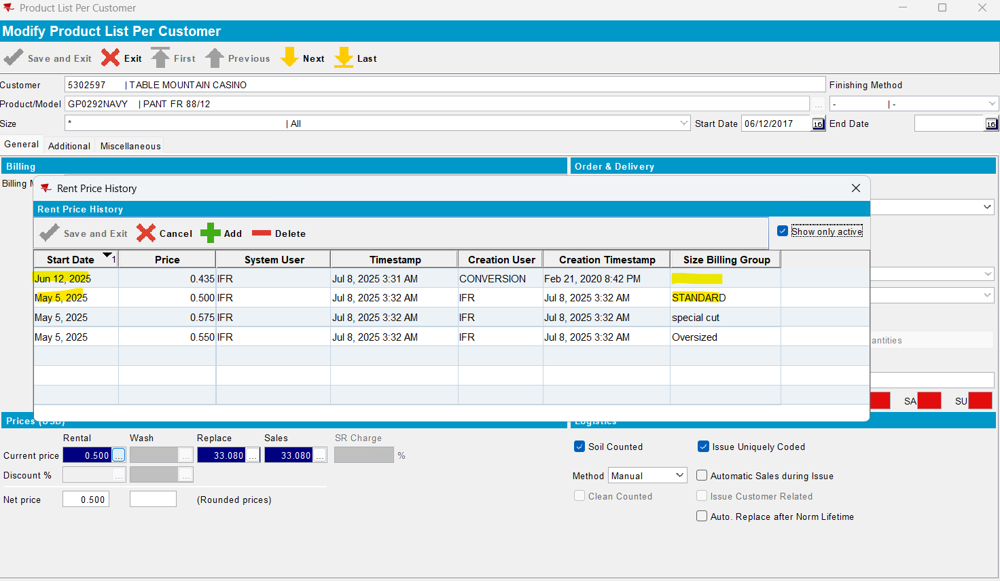 Product List Per Customer
Modify Product List Per Customer
Save and Exit Exit First Previous Next Last
Customer 5302597 | TABLE MOUNTAIN CASINO Finishing Method
Product/Model GP0292NAVY | PANT FR 88/12 ... - | -
Size * | All Start Date 06/12/2017 16 End Date 16
General Additional Miscellaneous
Billing Order & Delivery
Billing M
Rent Price History
Rent Price History
Save and Exit Cancel Add Delete Show only active
Start Date 1 Price System User Timestamp Creation User Creation Timestamp Size Billing Group
Jun 12, 2025 0.435 IFR Jul 8, 2025 3:31 AM CONVERSION Feb 21, 2020 8:42 PM
May 5, 2025 0.500 IFR Jul 8, 2025 3:32 AM IFR Jul 8, 2025 3:32 AM STANDARD
May 5, 2025 0.575 IFR Jul 8, 2025 3:32 AM IFR Jul 8, 2025 3:32 AM special cut
May 5, 2025 0.550 IFR Jul 8, 2025 3:32 AM IFR Jul 8, 2025 3:32 AM Oversized
antities
SA SU
Prices (USD) Logistics
Rental Wash Replace Sales SR Charge
Current price 0.500 ... ... 33.080 ... 33.080 ... %
Discount % ... ...
Net price 0.500 (Rounded prices)
Soil Counted Issue Uniquely Coded
Method Manual Automatic Sales during Issue
Clean Counted Issue Customer Related
Auto. Replace after Norm Lifetime